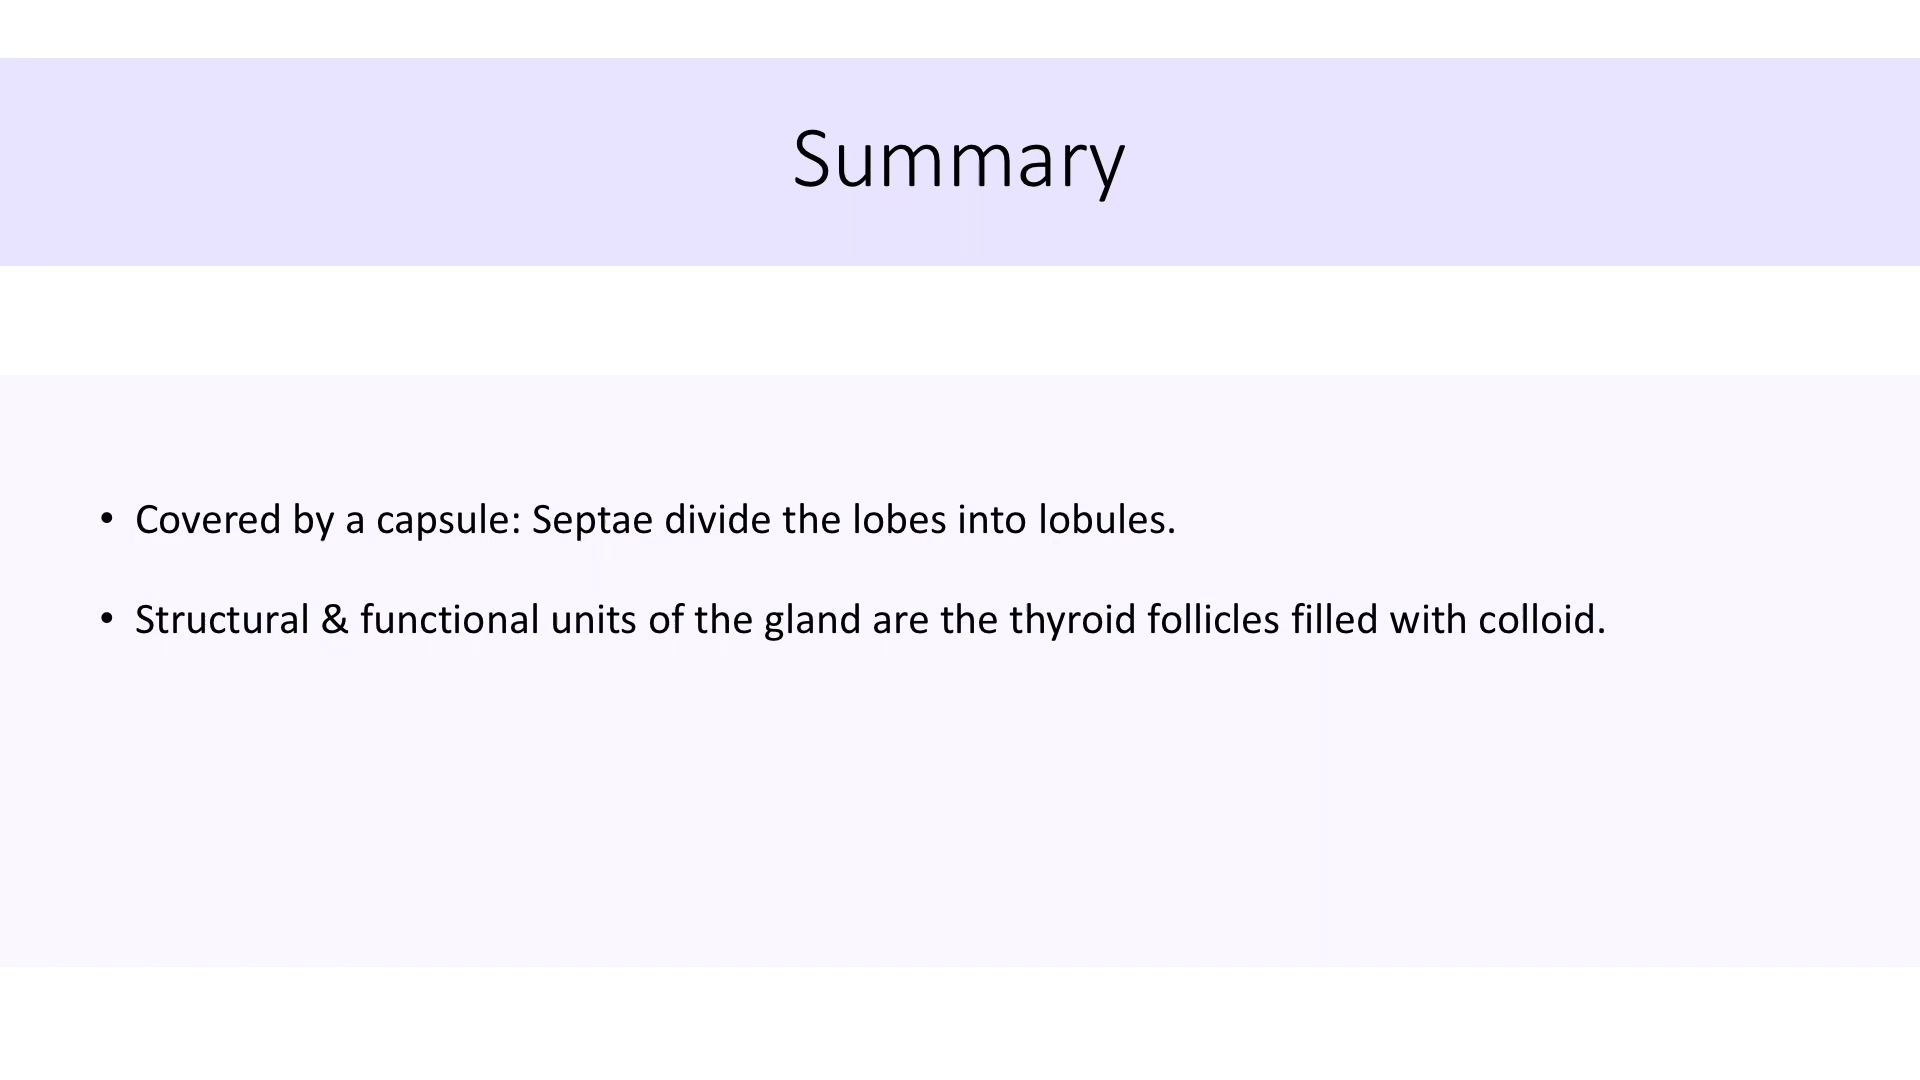 Summary
• Covered by a capsule: Septae divide the lobes into lobules.
• Structural & functional units of the gland are the thyroid follicles filled with colloid.